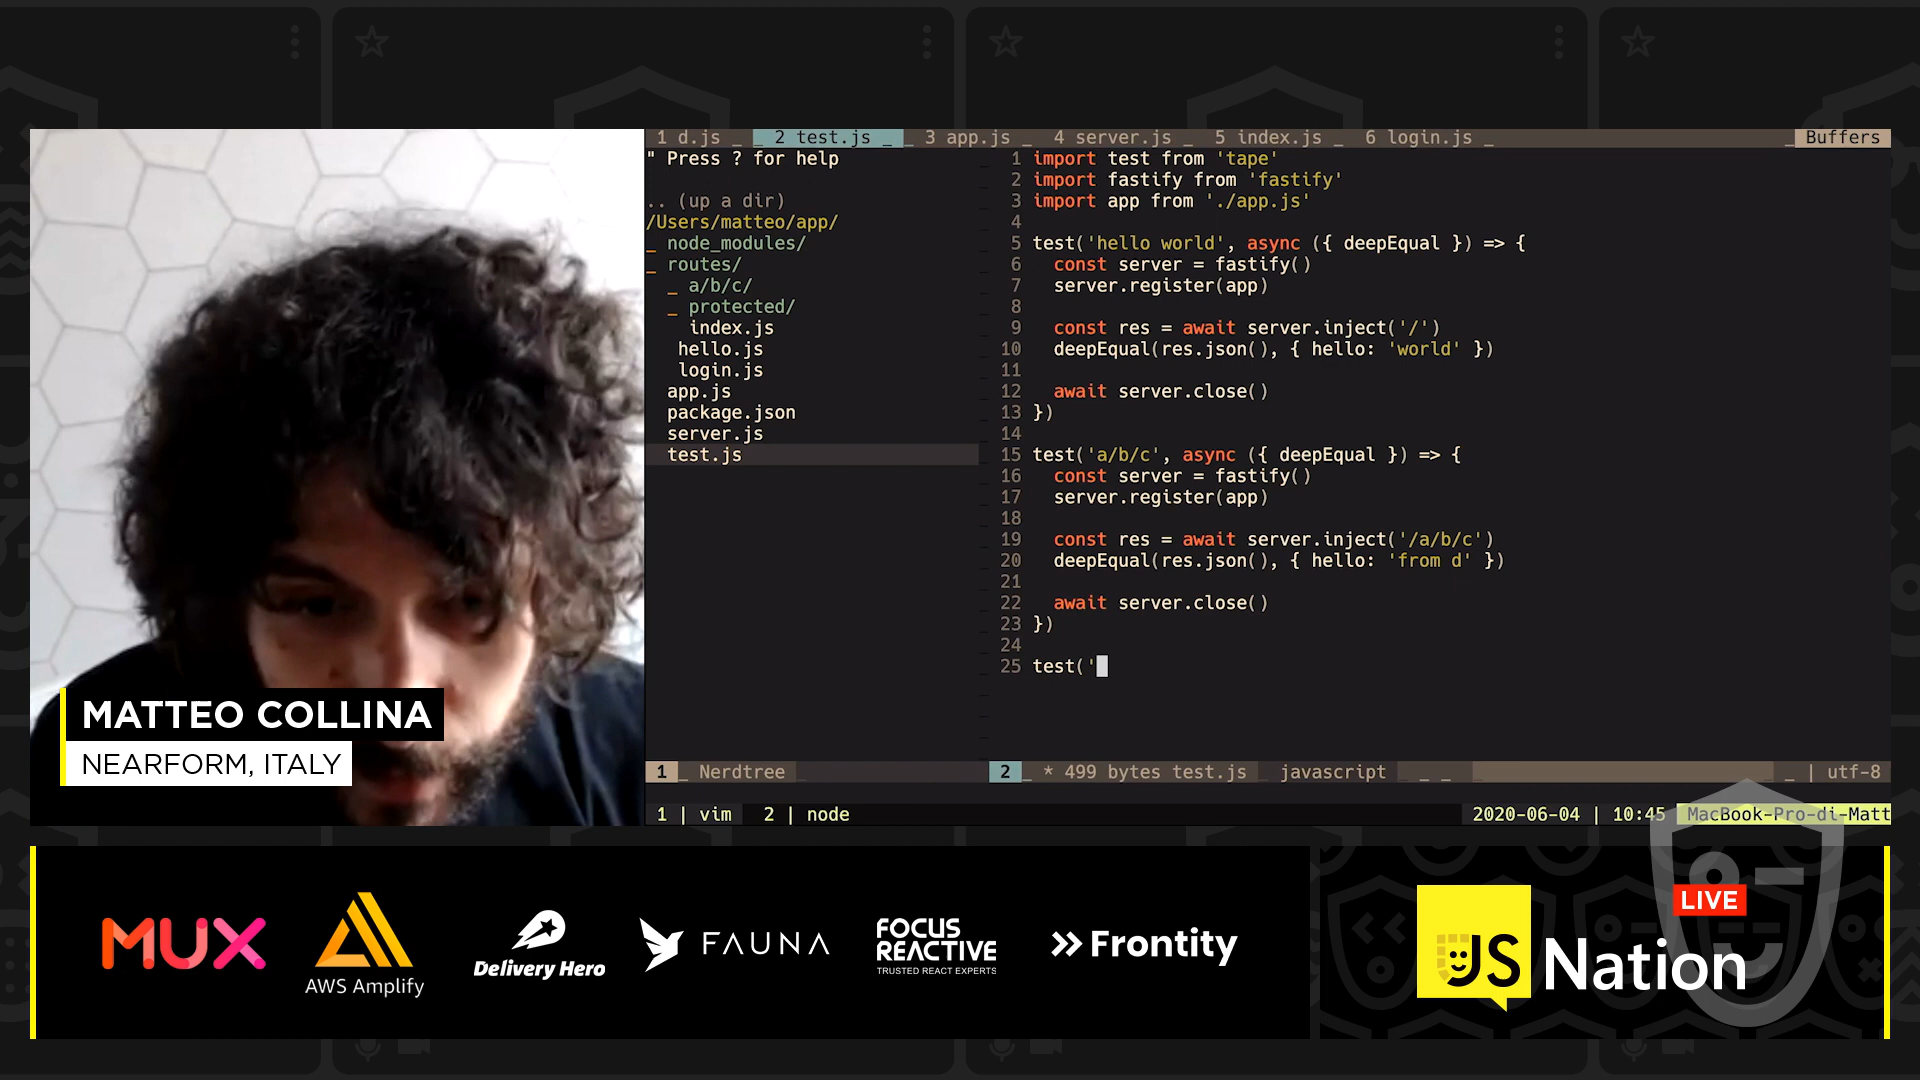 1 d.js _ _ 2 test.js _ _ 3 app.js _ 4 server.js _ 5 index.js _ 6 login.js _ _ Buffers
" Press ? for help
.. (up a dir)
/Users/matteo/app/
_ node_modules/
_ routes/
_ a/b/c/
_ protected/
index.js
hello.js
login.js
app.js
package.json
server.js
test.js
1 import test from 'tape'
2 import fastify from 'fastify'
3 import app from './app.js'
4
5 test('hello world', async ({ deepEqual }) => {
6 const server = fastify()
7 server.register(app)
8
9 const res = await server.inject('/')
10 deepEqual(res.json(), { hello: 'world' })
11
12 await server.close()
13 })
14
15 test('a/b/c', async ({ deepEqual }) => {
16 const server = fastify()
17 server.register(app)
18
19 const res = await server.inject('/a/b/c')
20 deepEqual(res.json(), { hello: 'from d' })
21
22 await server.close()
23 })
24
25 test('
1 _ Nerdtree _
2 _ * 499 bytes test.js _ javascript _ _ _ | utf-8
1 | vim 2 | node
2020-06-04 | 10:45 MacBook-Pro-di-Matt
MATTEO COLLINA
NEARFORM, ITALY
MUX
AWS Amplify
Delivery Hero
FAUNA
FOCUS
REACTIVE
TRUSTED REACT EXPERTS
Frontity
LIVE
JS Nation